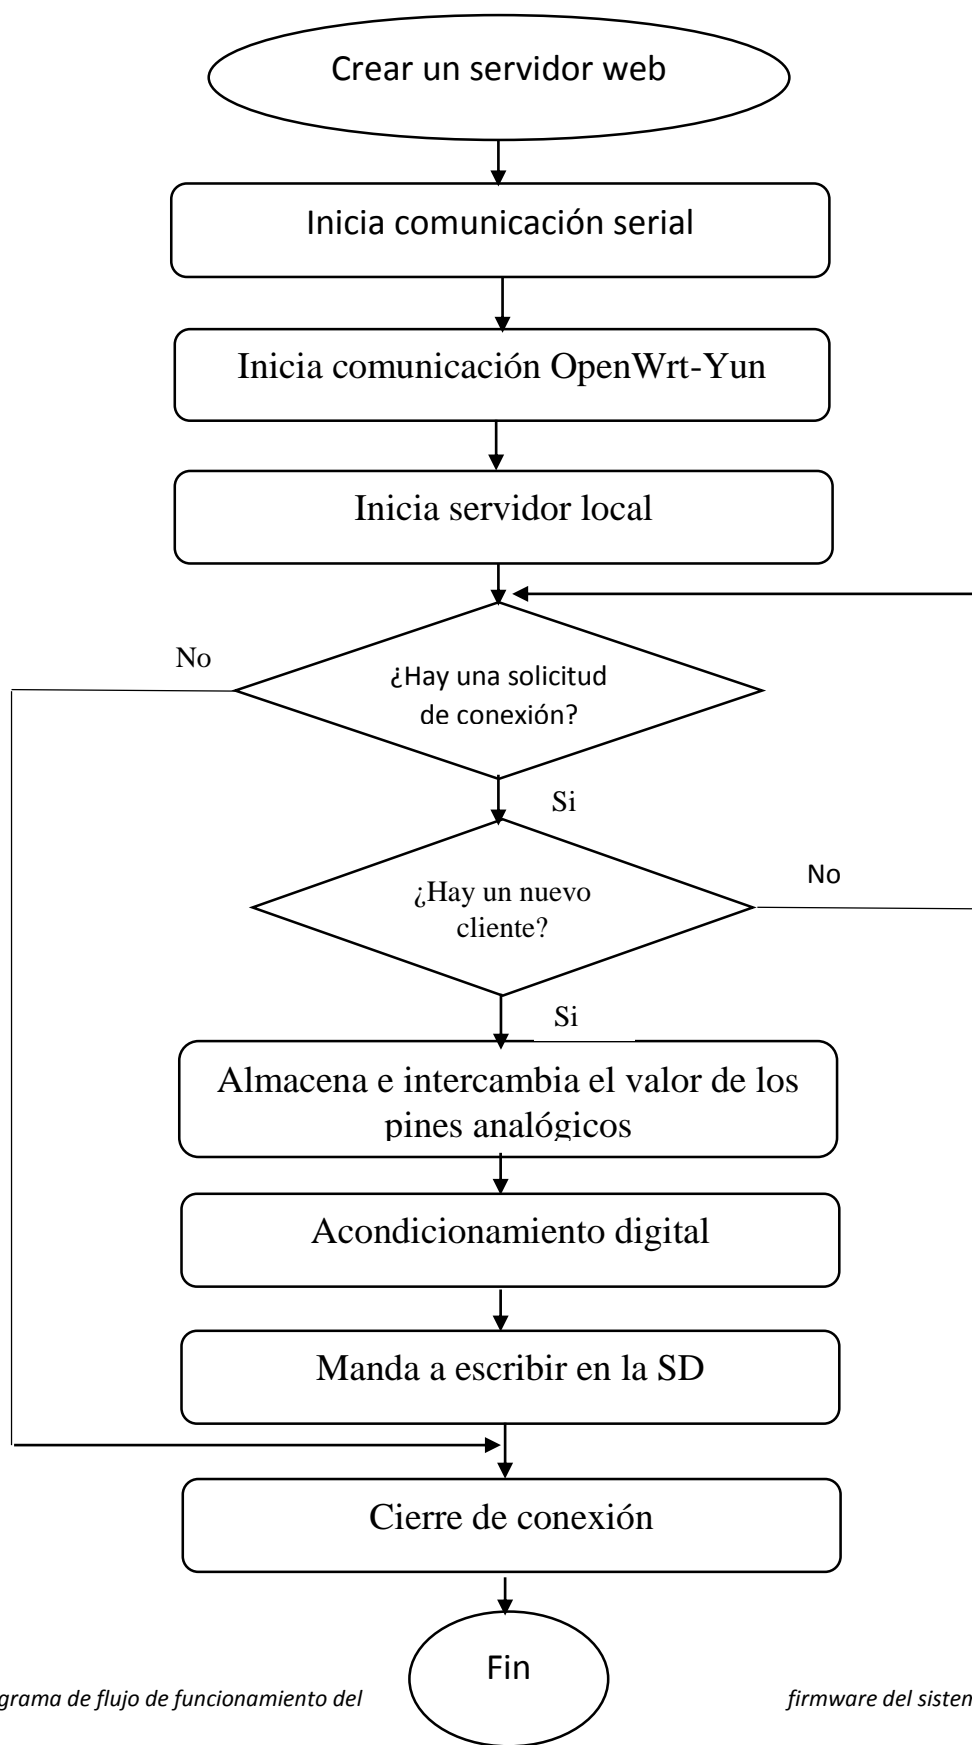 Crear un servidor web
Inicia comunicación serial
Inicia comunicación OpenWrt-Yun
Inicia servidor local
No
¿Hay una solicitud
de conexión?
Si
¿Hay un nuevo
cliente?
No
Si
Almacena e intercambia el valor de los
pines analógicos
Acondicionamiento digital
Manda a escribir en la SD
Cierre de conexión
Fin
grama de flujo de funcionamiento del
firmware del sistem